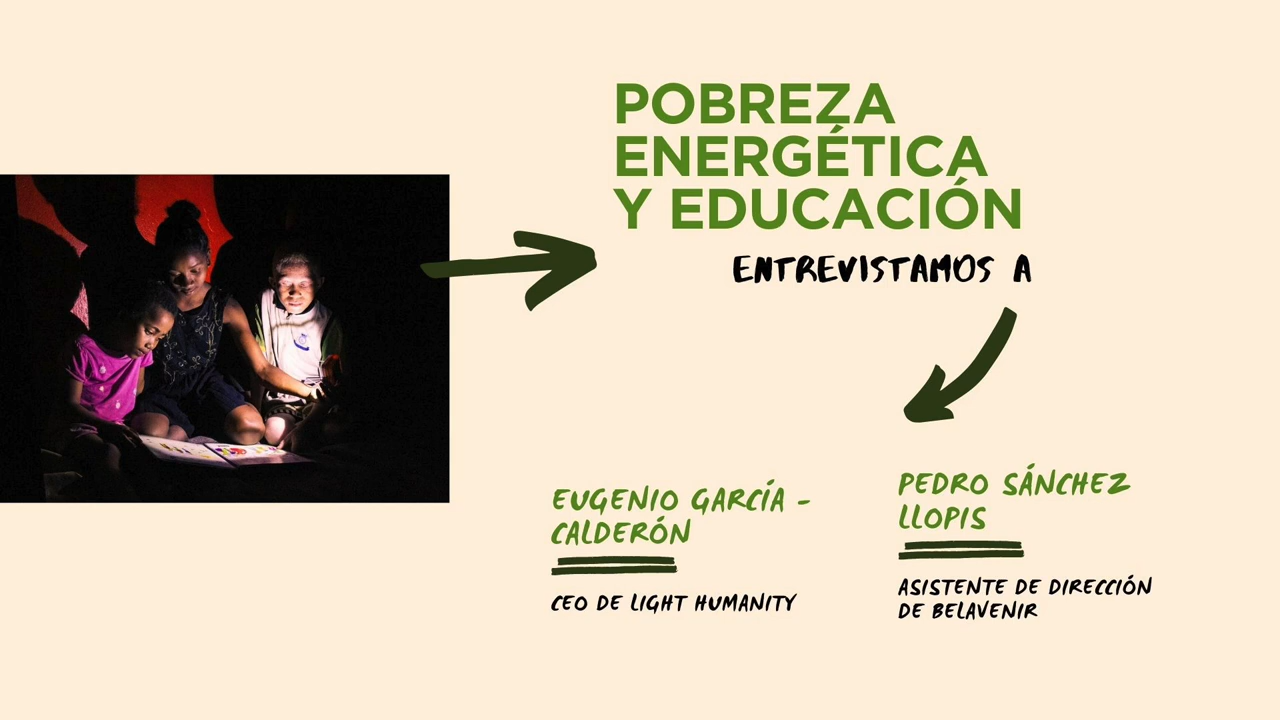 POBREZA
ENERGÉTICA
Y EDUCACIÓN
ENTREVISTAMOS A
EUGENIO GARCÍA -
CALDERÓN
CEO DE LIGHT HUMANITY
PEDRO SÁNCHEZ
LLOPIS
ASISTENTE DE DIRECCIÓN
DE BELAVENIR